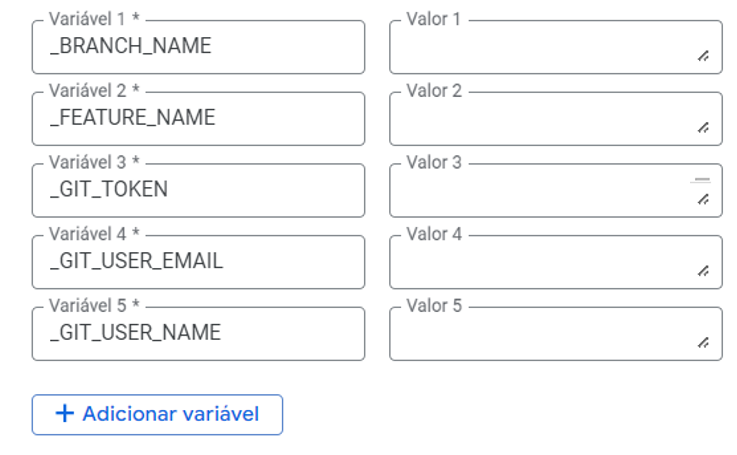 Variável 1 *
Valor 1
_BRANCH_NAME
Variável 2 *
Valor 2
_FEATURE_NAME
Variável 3 *
Valor 3
_GIT_TOKEN
Variável 4 *
Valor 4
_GIT_USER_EMAIL
Variável 5 *
Valor 5
_GIT_USER_NAME
+ Adicionar variável